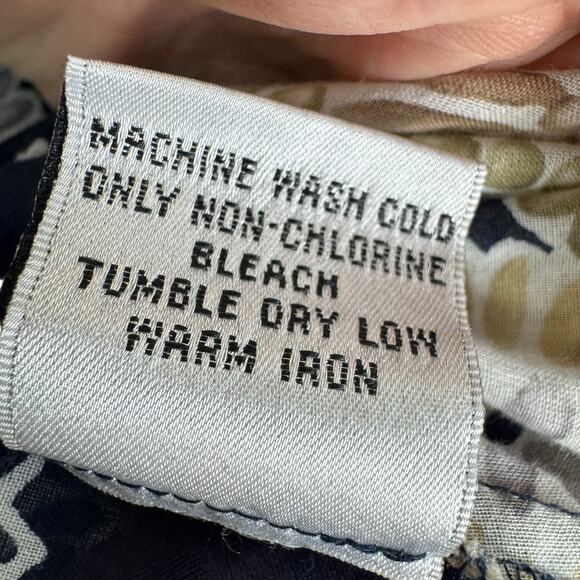 MACHINE WASH COLD
ONLY NON-CHLORINE
BLEACH
TUMBLE DRY LOW
WARM IRON